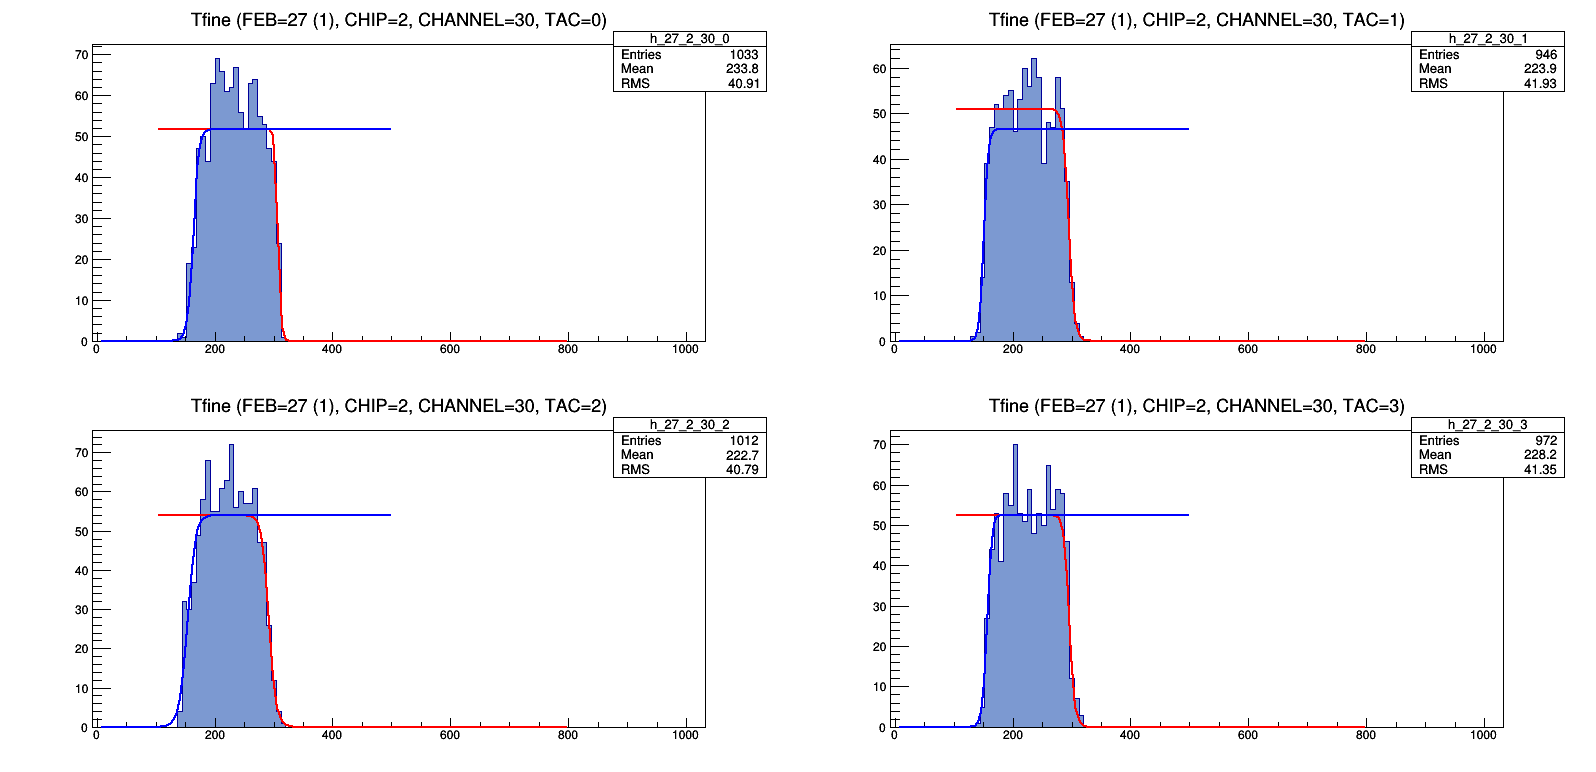 Tfine (FEB=27 (1), CHIP=2, CHANNEL=30, TAC=0)
h_27_2_30_0
Entries 1033
Mean 233.8
RMS 40.91
70
60
50
40
30
20
10
0
0 200 400 600 800 1000
Tfine (FEB=27 (1), CHIP=2, CHANNEL=30, TAC=1)
h_27_2_30_1
Entries 946
Mean 223.9
RMS 41.93
60
50
40
30
20
10
0
0 200 400 600 800 1000
Tfine (FEB=27 (1), CHIP=2, CHANNEL=30, TAC=2)
h_27_2_30_2
Entries 1012
Mean 222.7
RMS 40.79
70
60
50
40
30
20
10
0
0 200 400 600 800 1000
Tfine (FEB=27 (1), CHIP=2, CHANNEL=30, TAC=3)
h_27_2_30_3
Entries 972
Mean 228.2
RMS 41.35
70
60
50
40
30
20
10
0
0 200 400 600 800 1000